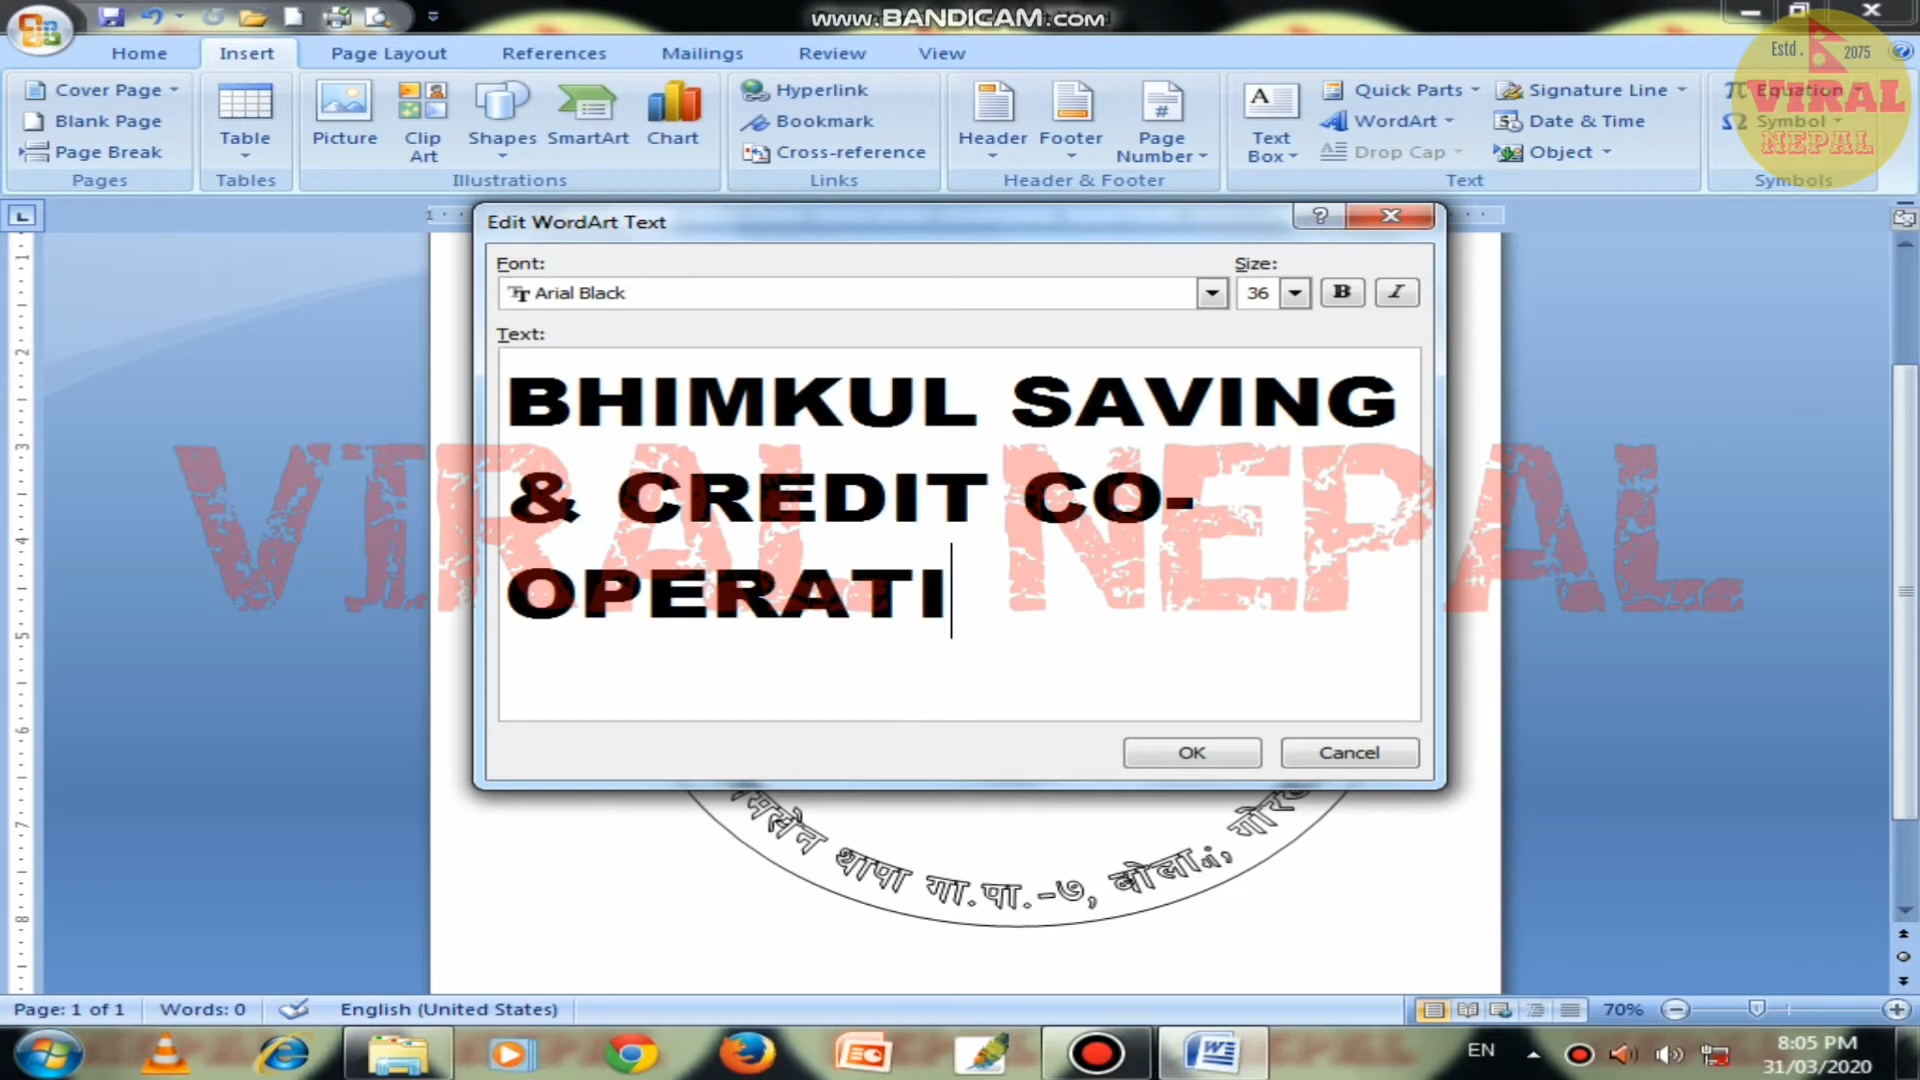 www.BANDICAM.com
Home Insert Page Layout References Mailings Review View
Estd . 2075
VIRAL
NEPAL
Cover Page
Blank Page
Page Break
Pages
Table
Tables
Picture
Clip Art
Shapes
SmartArt
Chart
Illustrations
Hyperlink
Bookmark
Cross-reference
Links
Header
Footer
Page Number
Header & Footer
Text Box
Quick Parts
WordArt
Drop Cap
Signature Line
Date & Time
Object
Text
Equation
Symbol
Symbols
Edit WordArt Text
Font:
Size:
Arial Black
36
B
I
Text:
BHIMKUL SAVING
& CREDIT CO-
OPERATI
VIRAL NEPAL
OK
Cancel
थापा गा.पा.-७,
Page: 1 of 1 Words: 0 English (United States) 70%
EN
8:05 PM
31/03/2020